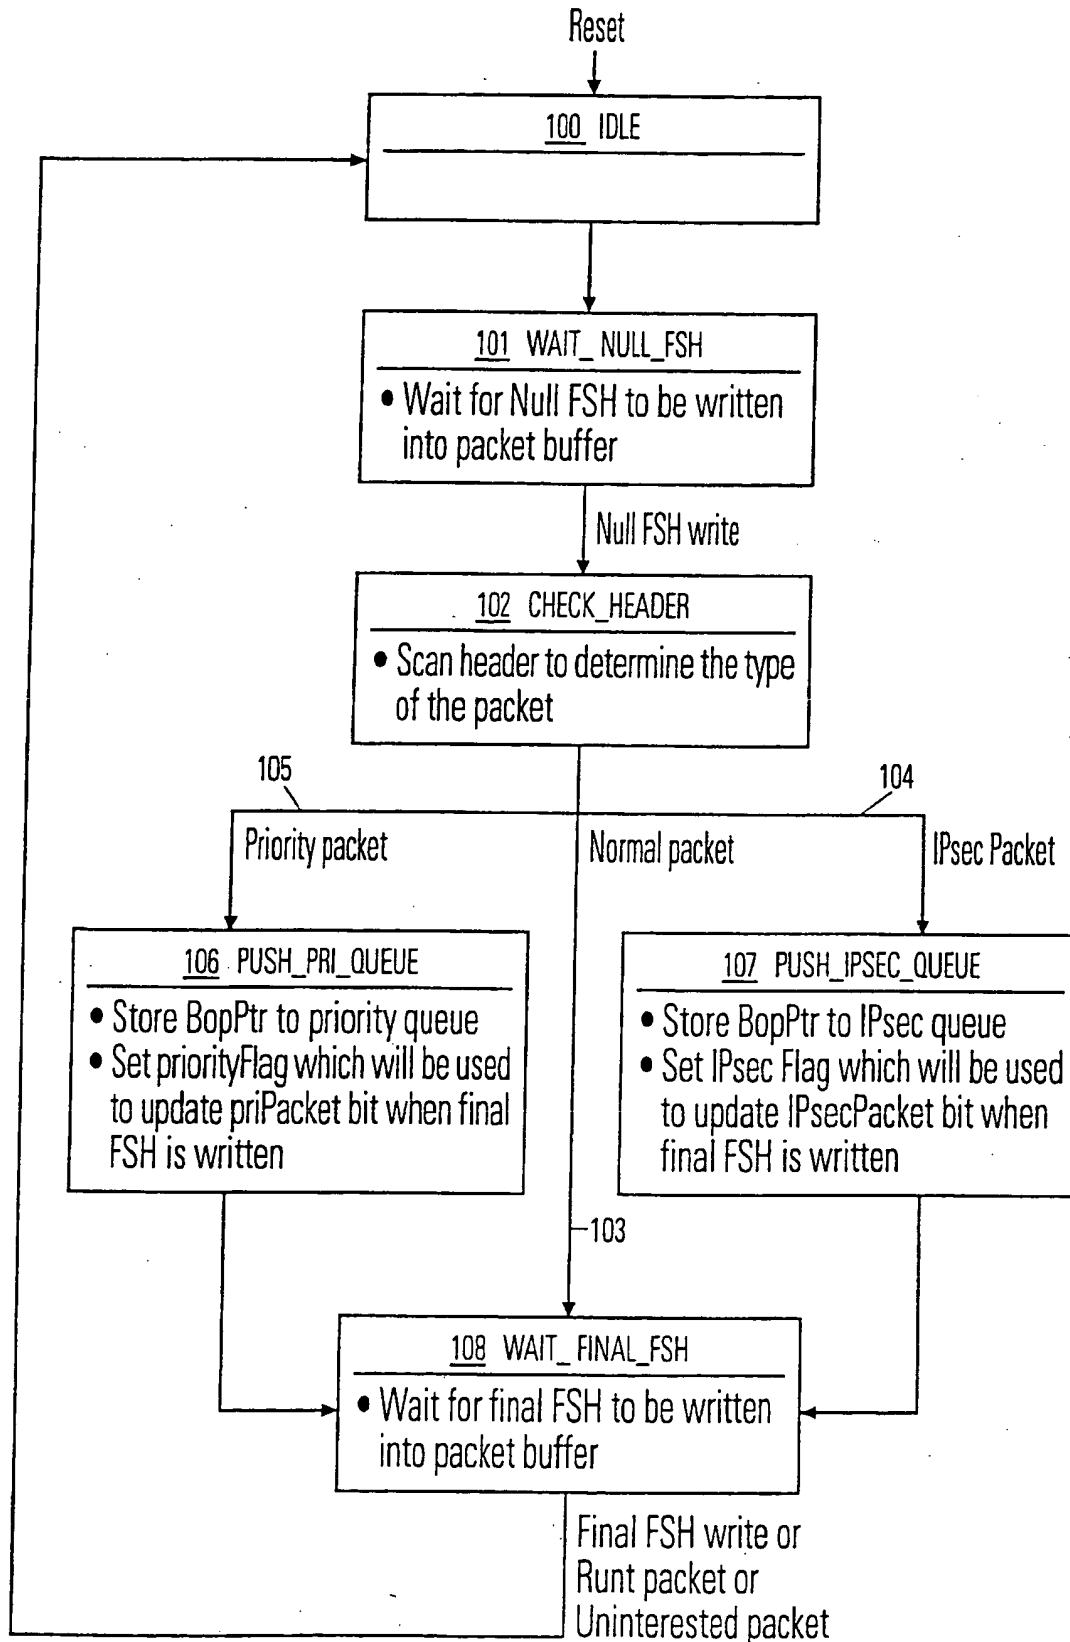 Reset
100 IDLE
101 WAIT_NULL_FSH
• Wait for Null FSH to be written
into packet buffer
Null FSH write
102 CHECK_HEADER
• Scan header to determine the type
of the packet
105
104
Priority packet
Normal packet
IPsec Packet
106 PUSH_PRI_QUEUE
• Store BopPtr to priority queue
• Set priorityFlag which will be used
to update priPacket bit when final
FSH is written
107 PUSH_IPSEC_QUEUE
• Store BopPtr to IPsec queue
• Set IPsec Flag which will be used
to update IPsecPacket bit when
final FSH is written
103
108 WAIT_FINAL_FSH
• Wait for final FSH to be written
into packet buffer
Final FSH write or
Runt packet or
Uninterested packet